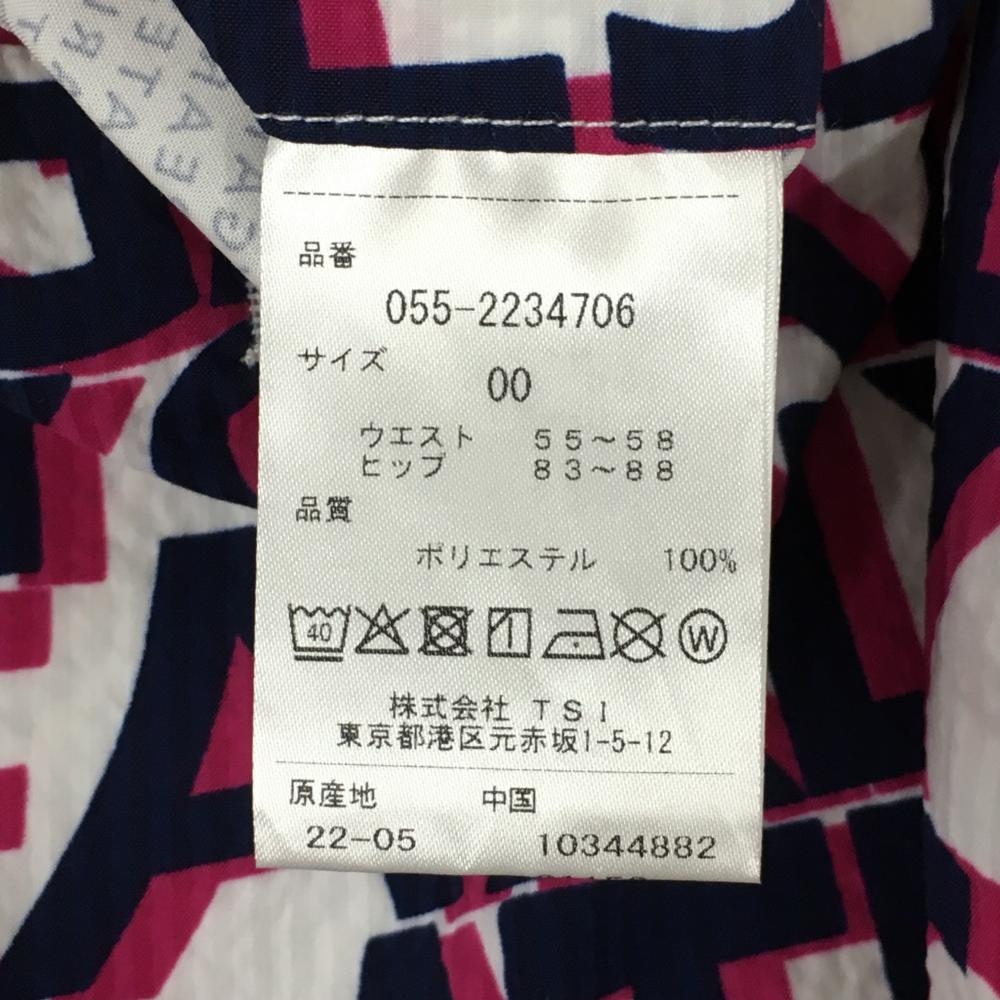 品番
055-2234706
サイズ
00
ウエスト 55～58
ヒップ 83～88
品質
ポリエステル 100%
40
W
株式会社 TSI
東京都港区元赤坂1-5-12
原産地 中国
22-05 10344882